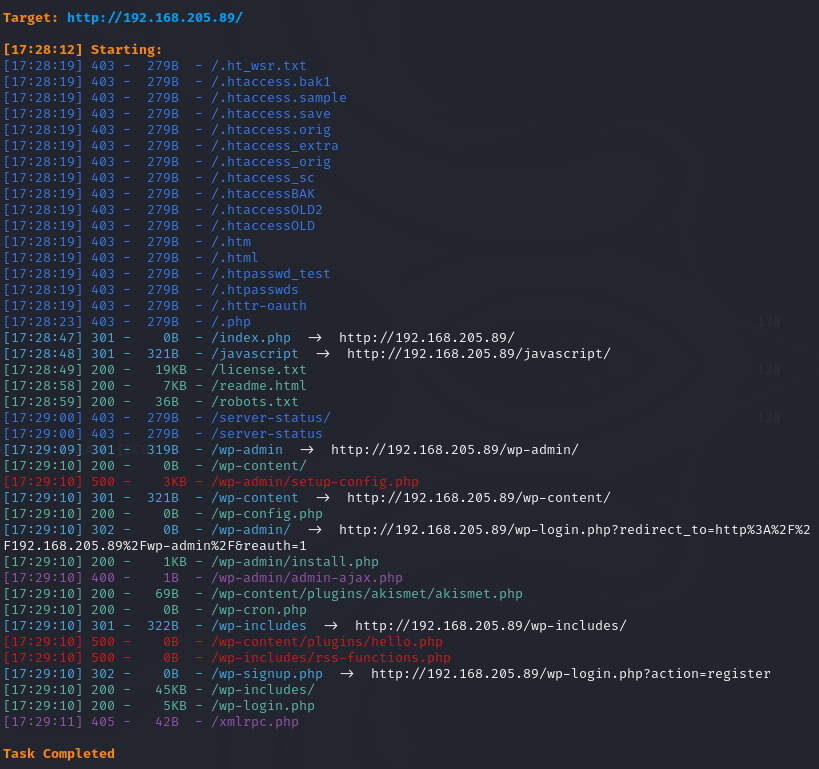 Target: http://192.168.205.89/
[17:28:12] Starting:
[17:28:19] 403 -  279B  - /.ht_wsr.txt
[17:28:19] 403 -  279B  - /.htaccess.bak1
[17:28:19] 403 -  279B  - /.htaccess.sample
[17:28:19] 403 -  279B  - /.htaccess.save
[17:28:19] 403 -  279B  - /.htaccess.orig
[17:28:19] 403 -  279B  - /.htaccess_extra
[17:28:19] 403 -  279B  - /.htaccess_orig
[17:28:19] 403 -  279B  - /.htaccess_sc
[17:28:19] 403 -  279B  - /.htaccessBAK
[17:28:19] 403 -  279B  - /.htaccessOLD2
[17:28:19] 403 -  279B  - /.htaccessOLD
[17:28:19] 403 -  279B  - /.htm
[17:28:19] 403 -  279B  - /.html
[17:28:19] 403 -  279B  - /.htpasswd_test
[17:28:19] 403 -  279B  - /.htpasswds
[17:28:19] 403 -  279B  - /.httr-oauth
[17:28:23] 403 -  279B  - /.php
[17:28:47] 301 -    0B  - /index.php  →  http://192.168.205.89/
[17:28:48] 301 -  321B  - /javascript  →  http://192.168.205.89/javascript/
[17:28:49] 200 -   19KB - /license.txt
[17:28:58] 200 -    7KB - /readme.html
[17:28:59] 200 -   36B  - /robots.txt
[17:29:00] 403 -  279B  - /server-status/
[17:29:00] 403 -  279B  - /server-status
[17:29:09] 301 -  319B  - /wp-admin  →  http://192.168.205.89/wp-admin/
[17:29:10] 200 -    0B  - /wp-content/
[17:29:10] 500 -    3KB - /wp-admin/setup-config.php
[17:29:10] 301 -  321B  - /wp-content  →  http://192.168.205.89/wp-content/
[17:29:10] 200 -    0B  - /wp-config.php
[17:29:10] 302 -    0B  - /wp-admin/  →  http://192.168.205.89/wp-login.php?redirect_to=http%3A%2F%2
F192.168.205.89%2Fwp-admin%2F&reauth=1
[17:29:10] 200 -    1KB - /wp-admin/install.php
[17:29:10] 400 -    1B  - /wp-admin/admin-ajax.php
[17:29:10] 200 -   69B  - /wp-content/plugins/akismet/akismet.php
[17:29:10] 200 -    0B  - /wp-cron.php
[17:29:10] 301 -  322B  - /wp-includes  →  http://192.168.205.89/wp-includes/
[17:29:10] 500 -    0B  - /wp-content/plugins/hello.php
[17:29:10] 500 -    0B  - /wp-includes/rss-functions.php
[17:29:10] 302 -    0B  - /wp-signup.php  →  http://192.168.205.89/wp-login.php?action=register
[17:29:10] 200 -   45KB - /wp-includes/
[17:29:10] 200 -    5KB - /wp-login.php
[17:29:11] 405 -   42B  - /xmlrpc.php
Task Completed